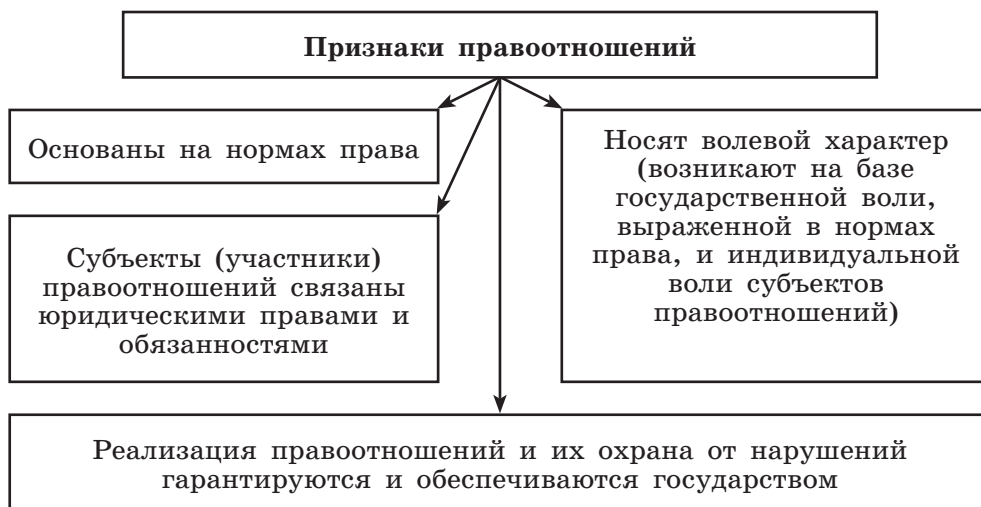 Признаки правоотношений
Основаны на нормах права
Субъекты (участники)
правоотношений связаны
юридическими правами и
обязанностями
Носят волевой характер
(возникают на базе
государственной воли,
выраженной в нормах
права, и индивидуальной
воли субъектов
правоотношений)
Реализация правоотношений и их охрана от нарушений
гарантируются и обеспечиваются государством